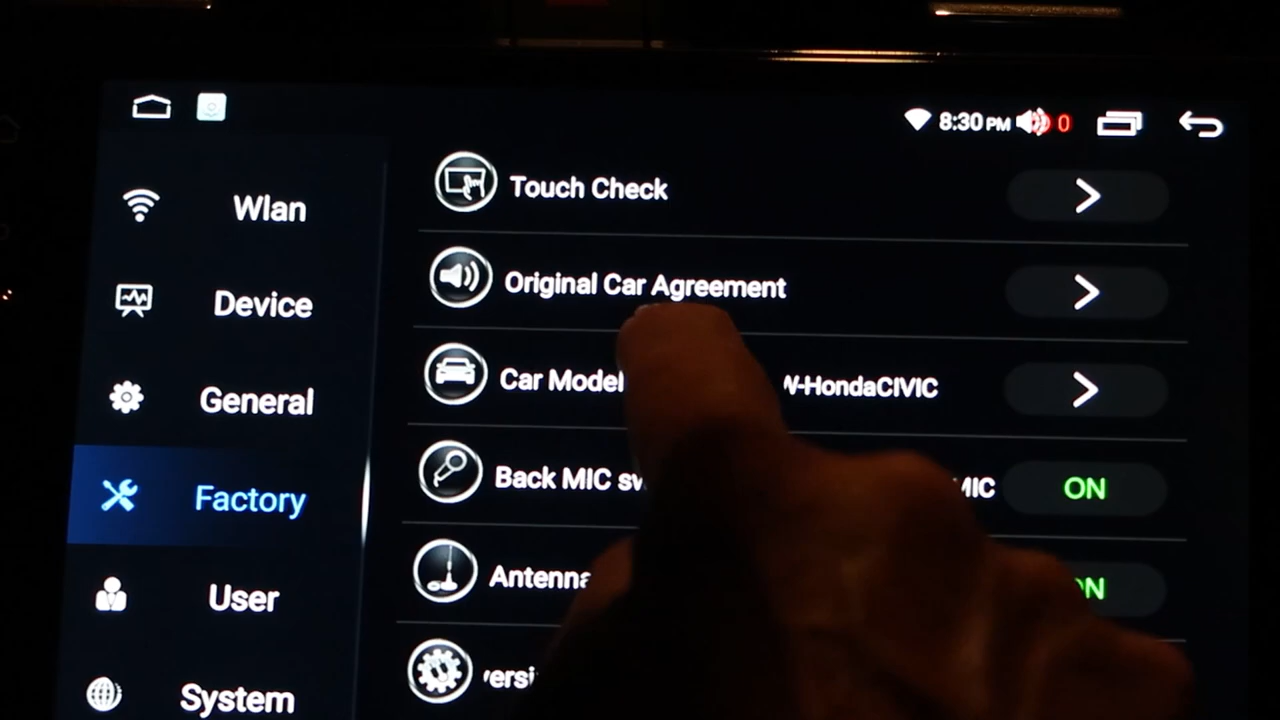 8:30 PM 0
Wlan
Device
General
Factory
User
System
Touch Check
Original Car Agreement
Car Model W-HondaCIVIC
Back MIC MIC ON
Antenna ON